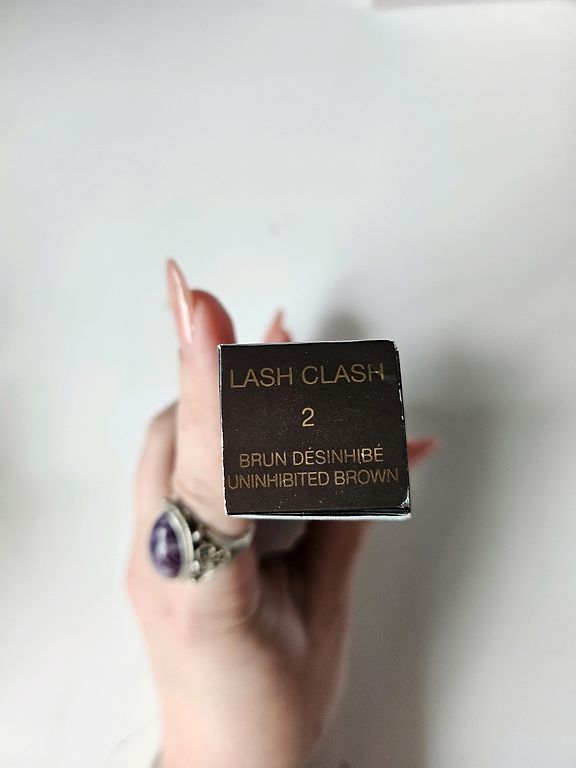 LASH CLASH
2
BRUN DÉSINHIBÉ
UNINHIBITED BROWN